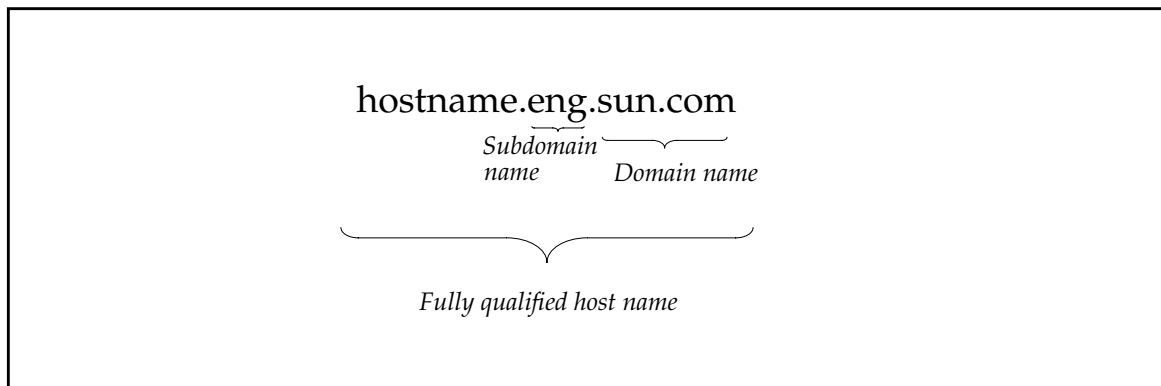 hostname.eng.sun.com
Subdomain
name
Domain name
Fully qualified host name